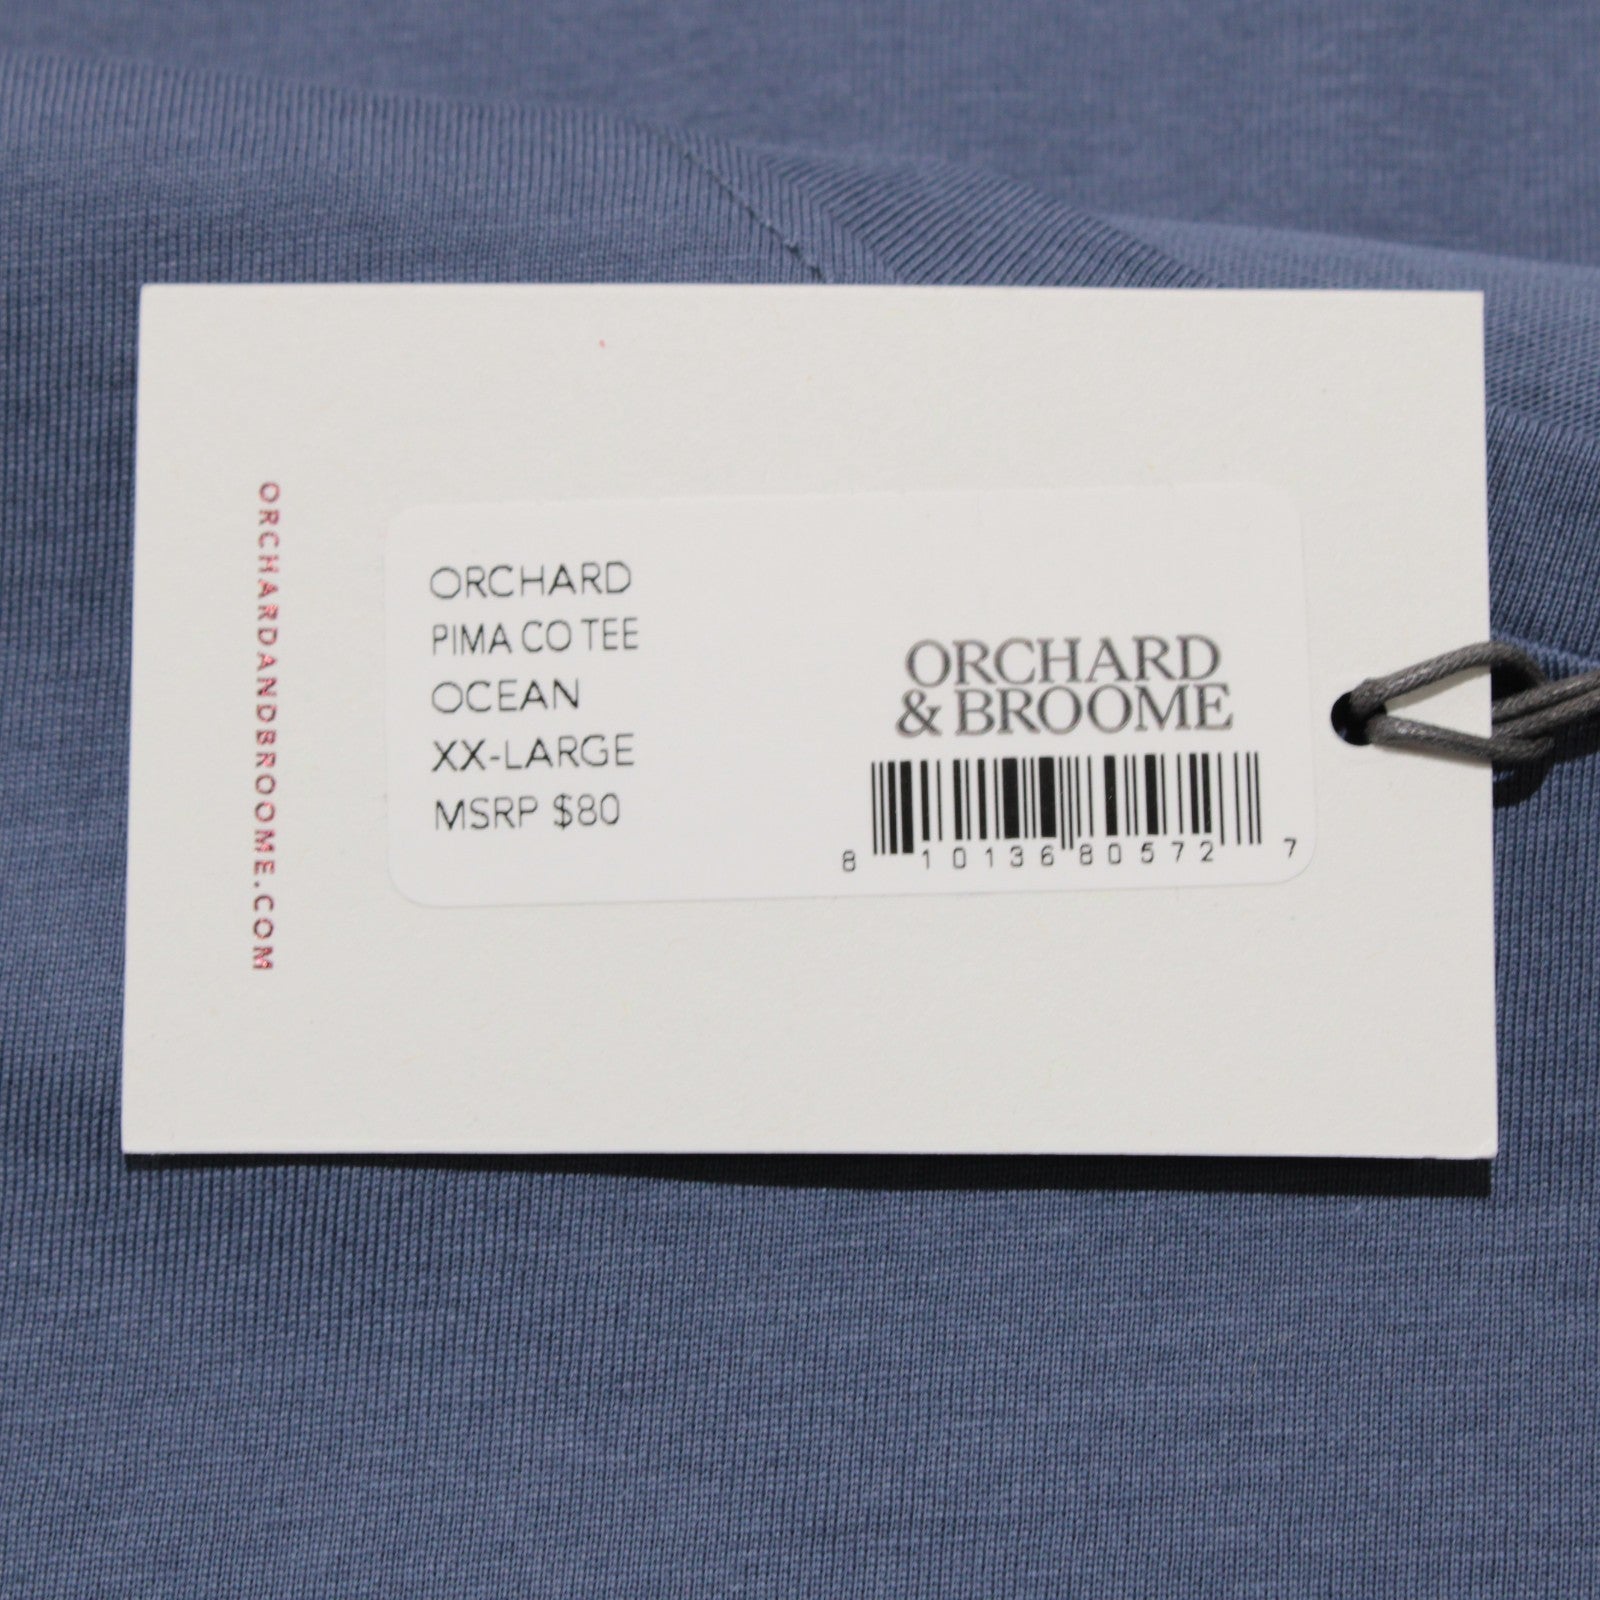 ORCHARDANDBROOME.COM
ORCHARD
PIMA CO TEE
OCEAN
XX-LARGE
MSRP $80
ORCHARD
& BROOME
8 10136 80572 7